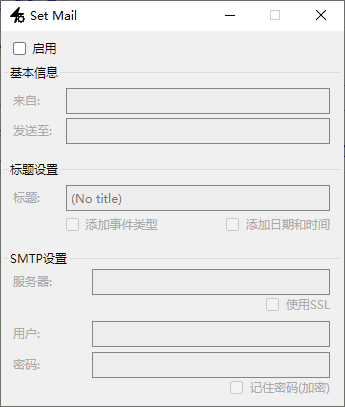 Set Mail
启用
基本信息
来自:
发送至:
标题设置
标题: (No title)
添加事件类型 添加日期和时间
SMTP设置
服务器:
使用SSL
用户:
密码:
记住密码(加密)